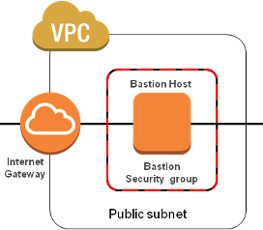 VPC
Bastion Host
Internet
Gateway
Bastion
Security group
Public subnet